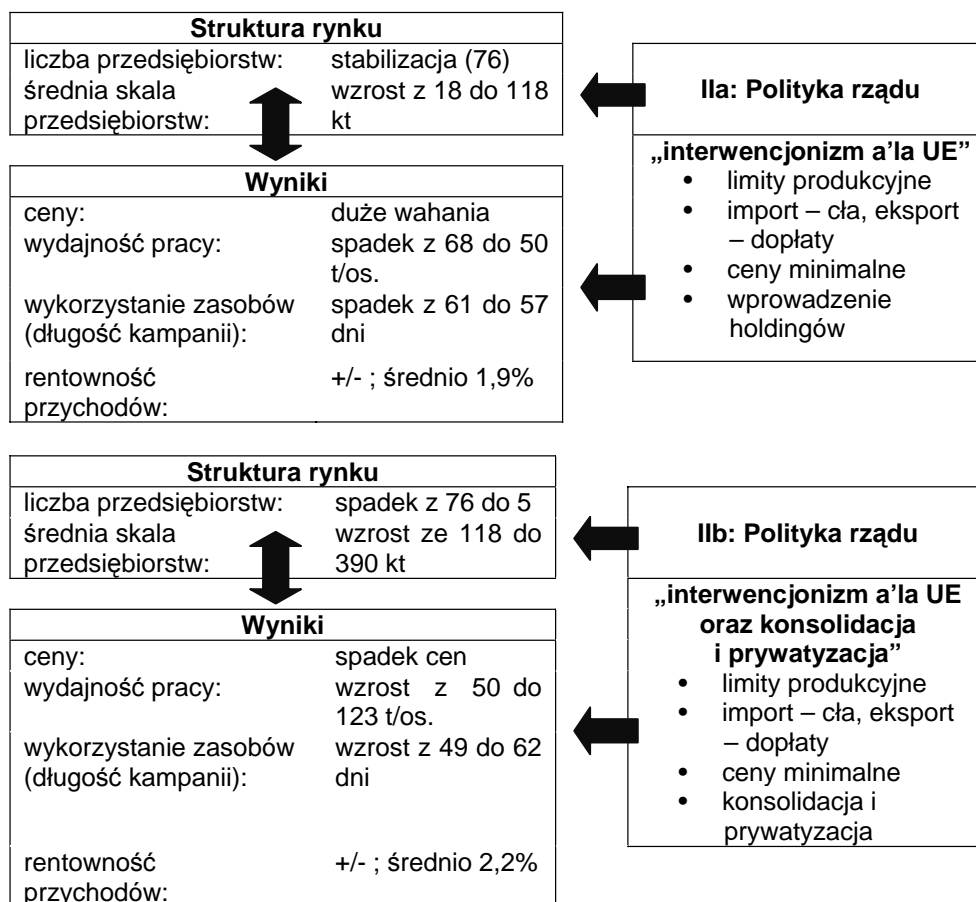 Struktura rynku
liczba przedsiębiorstw: stabilizacja (76)
średnia skala wzrost z 18 do 118
przedsiębiorstw: kt
Wyniki
ceny: duże wahania
wydajność pracy: spadek z 68 do 50
t/os.
wykorzystanie zasobów spadek z 61 do 57
(długość kampanii): dni
rentowność +/- ; średnio 1,9%
przychodów:
IIa: Polityka rządu
„interwencjonizm a’la UE”
• limity produkcyjne
• import – cła, eksport
– dopłaty
• ceny minimalne
• wprowadzenie
holdingów
Struktura rynku
liczba przedsiębiorstw: spadek z 76 do 5
średnia skala wzrost ze 118 do
przedsiębiorstw: 390 kt
Wyniki
ceny: spadek cen
wydajność pracy: wzrost z 50 do
123 t/os.
wykorzystanie zasobów wzrost z 49 do 62
(długość kampanii): dni
rentowność +/- ; średnio 2,2%
przychodów:
IIb: Polityka rządu
„interwencjonizm a’la UE
oraz konsolidacja
i prywatyzacja”
• limity produkcyjne
• import – cła, eksport
– dopłaty
• ceny minimalne
• konsolidacja i
prywatyzacja